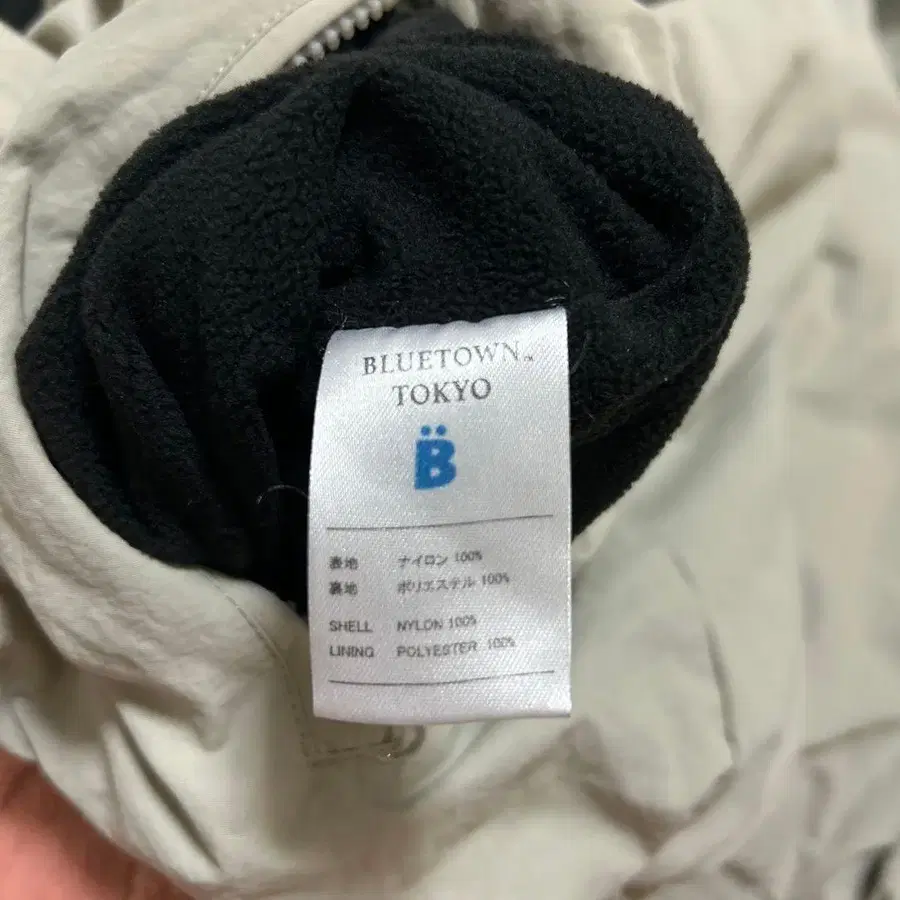 BLUETOWN™
TOKYO
B̈
表地 ナイロン 100%
裏地 ポリエステル 100%
SHELL NYLON 100%
LINING POLYESTER 100%